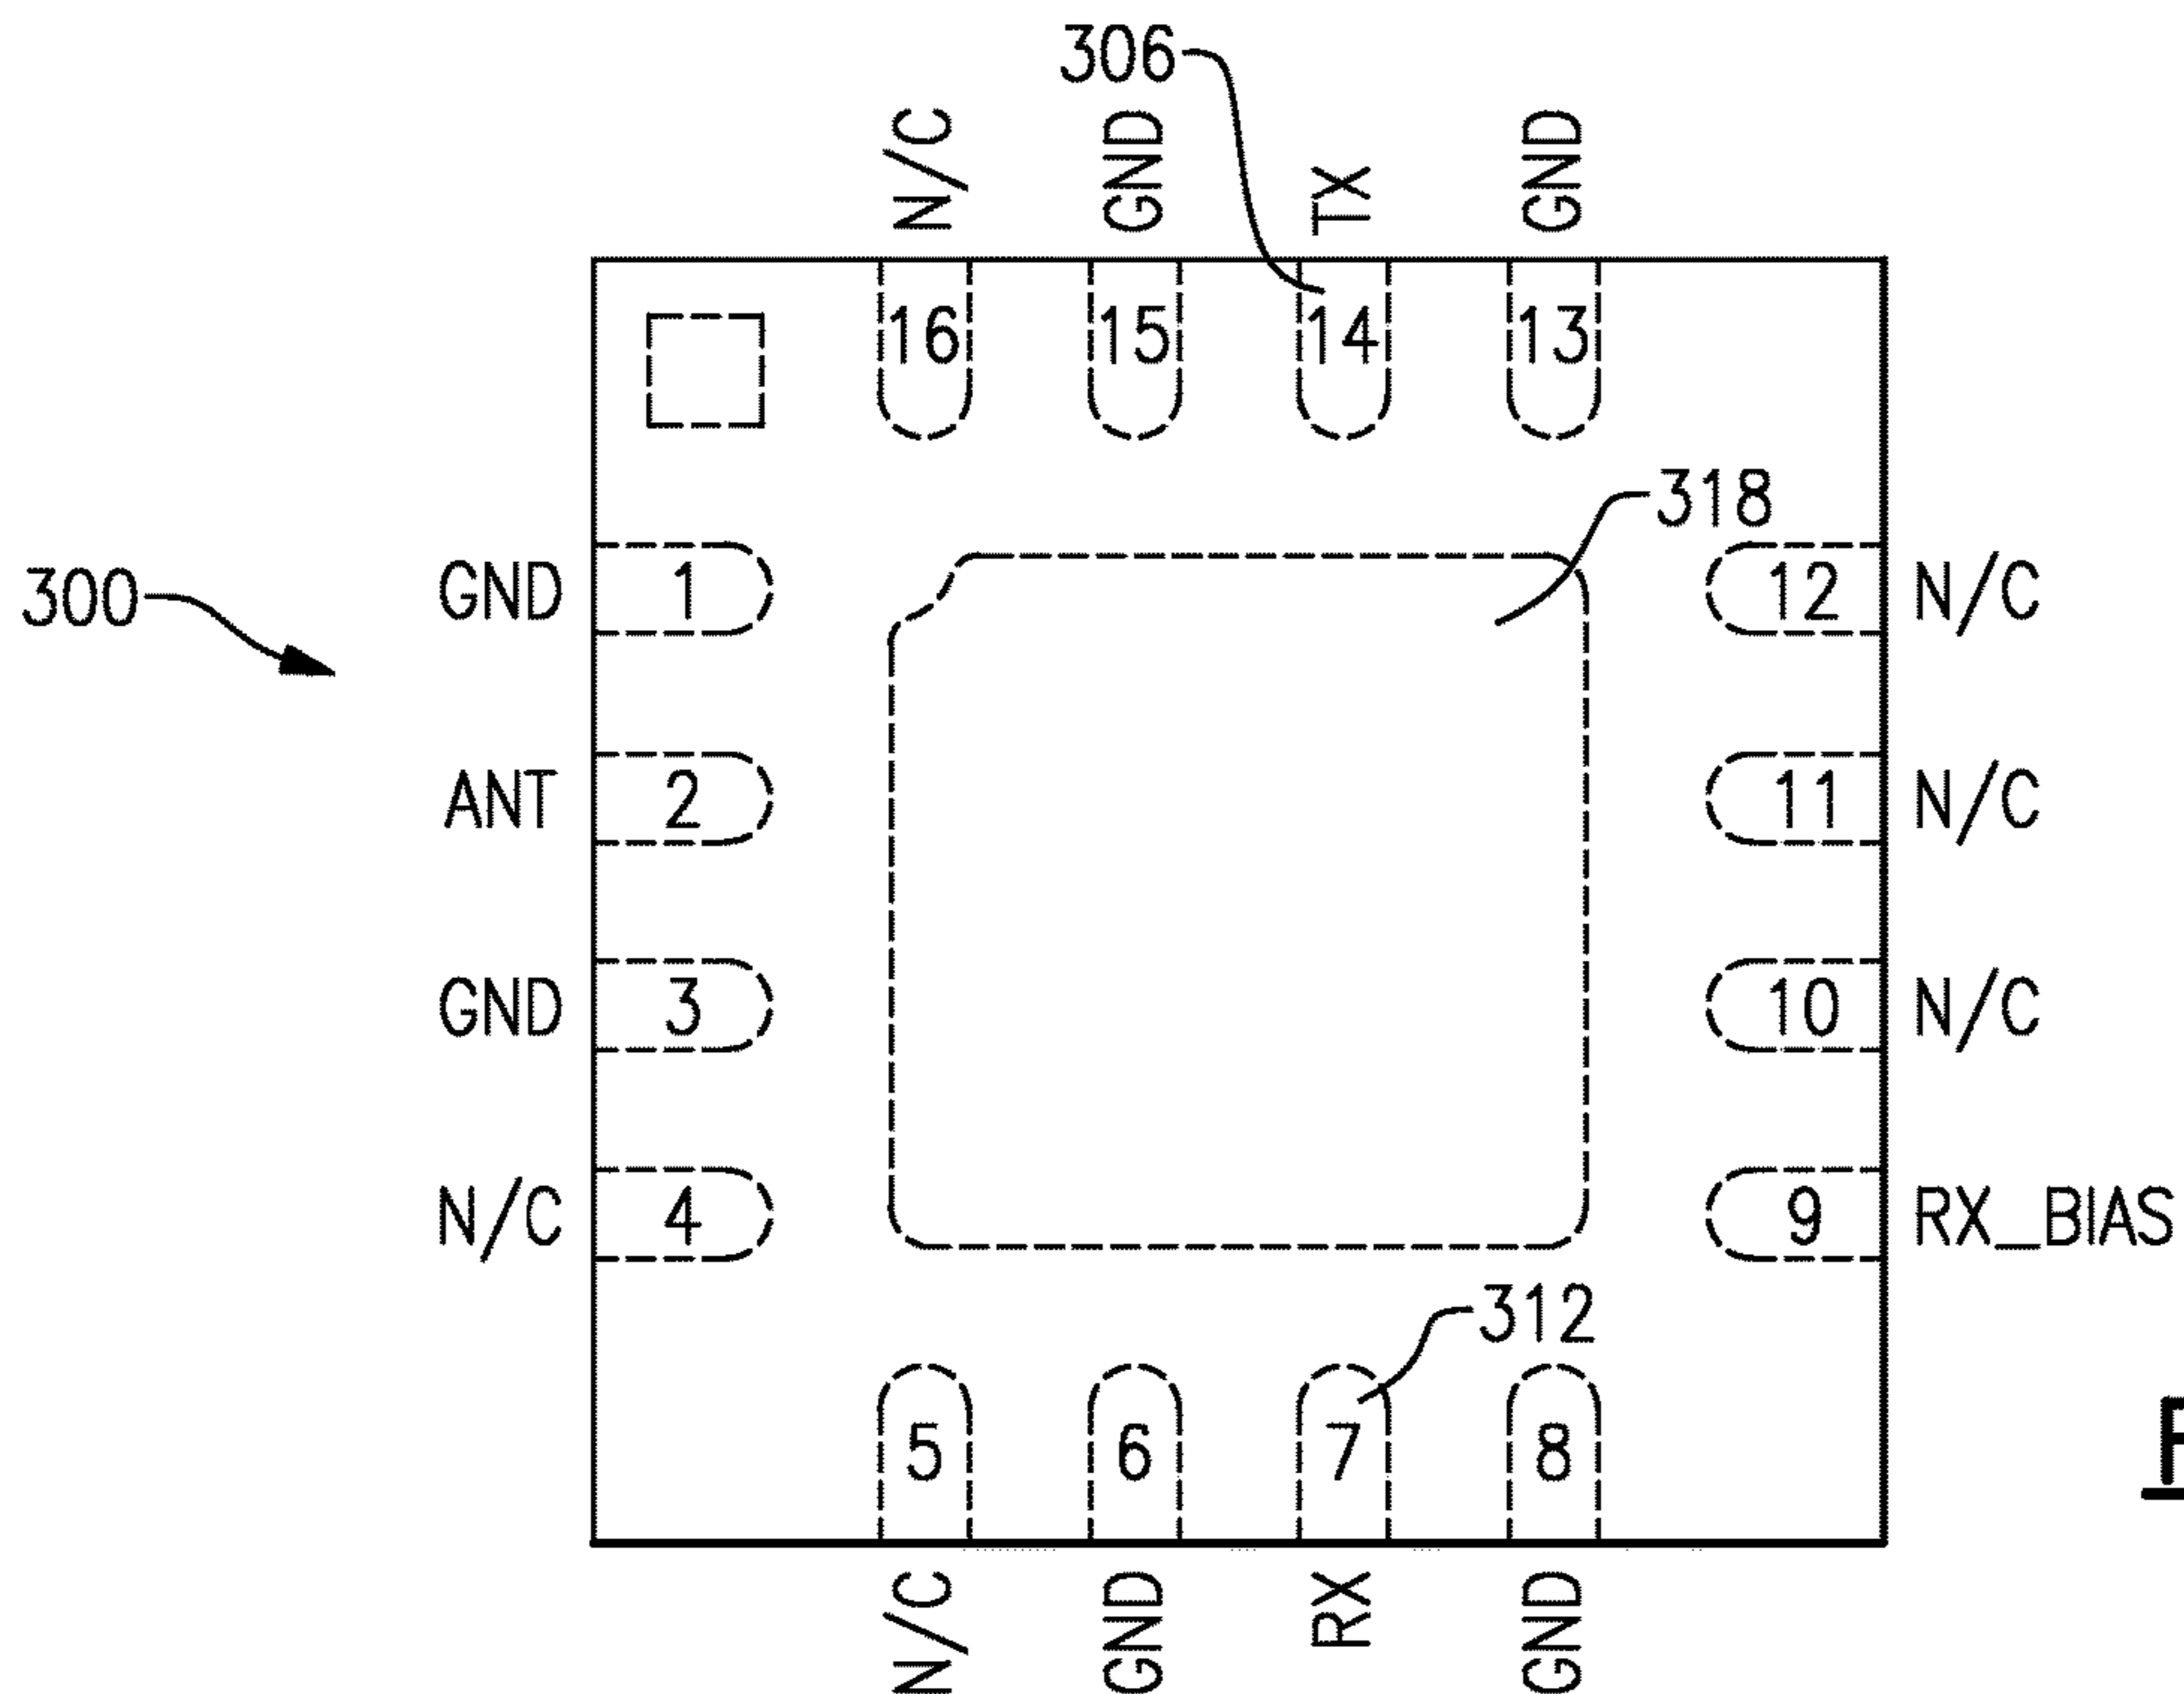 306
N/C GND TX GND
16 15 14 13
318
300
GND 1 12 N/C
ANT 2 11 N/C
GND 3 10 N/C
N/C 4 9 RX_BIAS
312
5 6 7 8
N/C GND RX GND